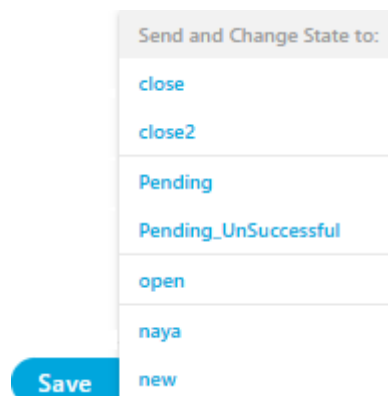 Send and Change State to:
close
close2
Pending
Pending_UnSuccessful
open
naya
new
Save